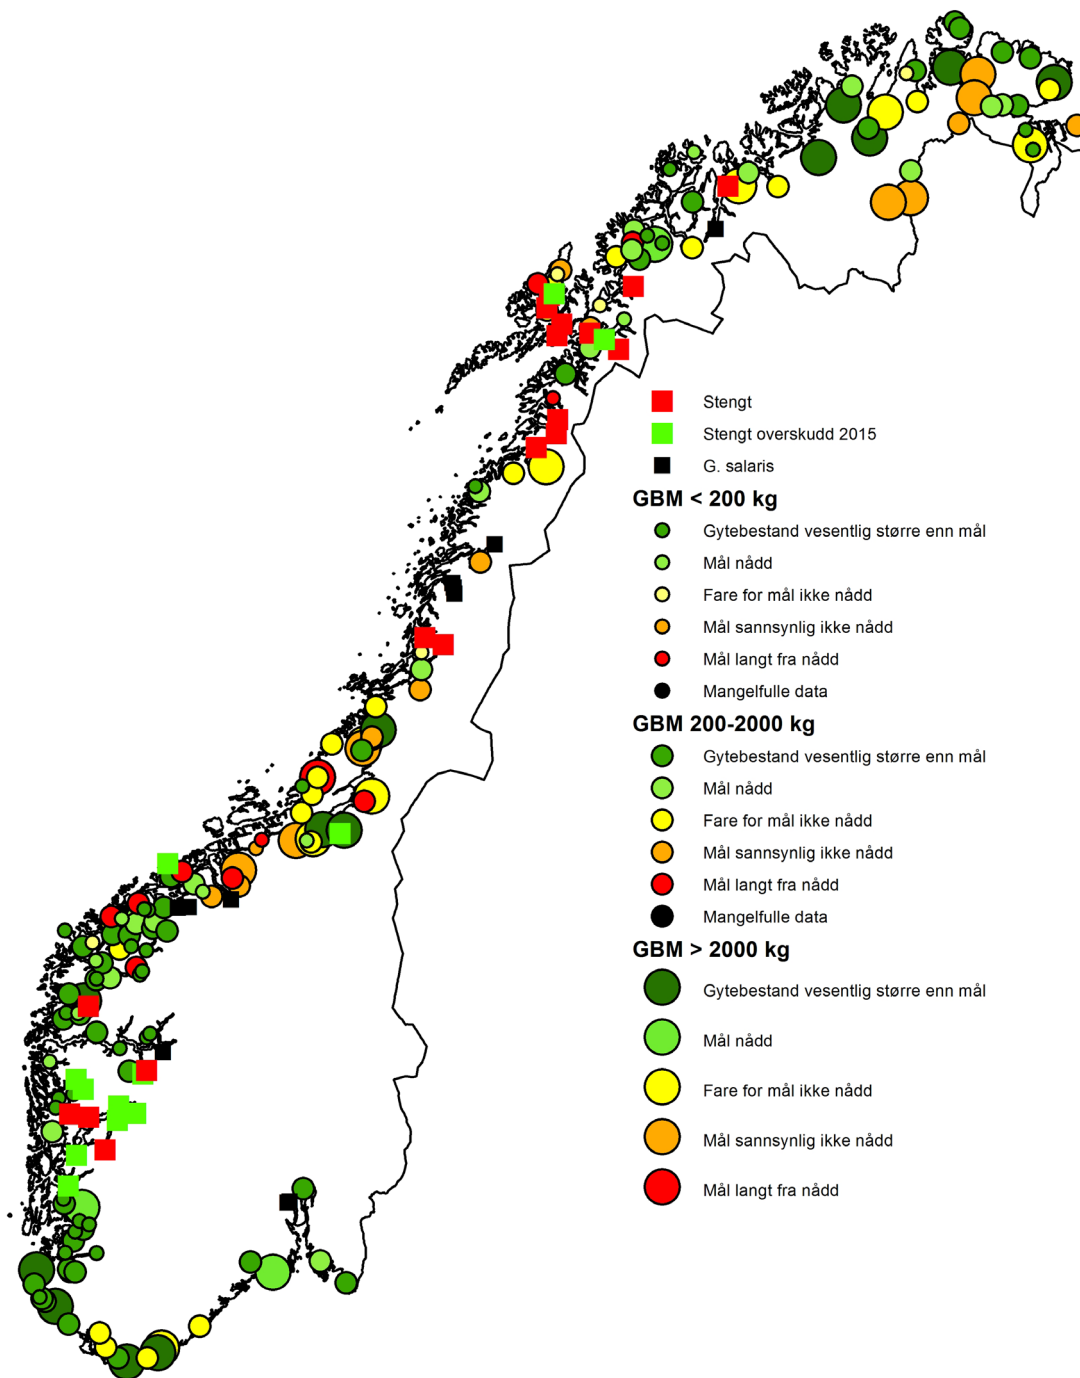 Stengt
Stengt overskudd 2015
G. salaris
GBM < 200 kg
Gytebestand vesentlig større enn mål
Mål nådd
Fare for mål ikke nådd
Mål sannsynlig ikke nådd
Mål langt fra nådd
Mangelfulle data
GBM 200-2000 kg
Gytebestand vesentlig større enn mål
Mål nådd
Fare for mål ikke nådd
Mål sannsynlig ikke nådd
Mål langt fra nådd
Mangelfulle data
GBM > 2000 kg
Gytebestand vesentlig større enn mål
Mål nådd
Fare for mål ikke nådd
Mål sannsynlig ikke nådd
Mål langt fra nådd